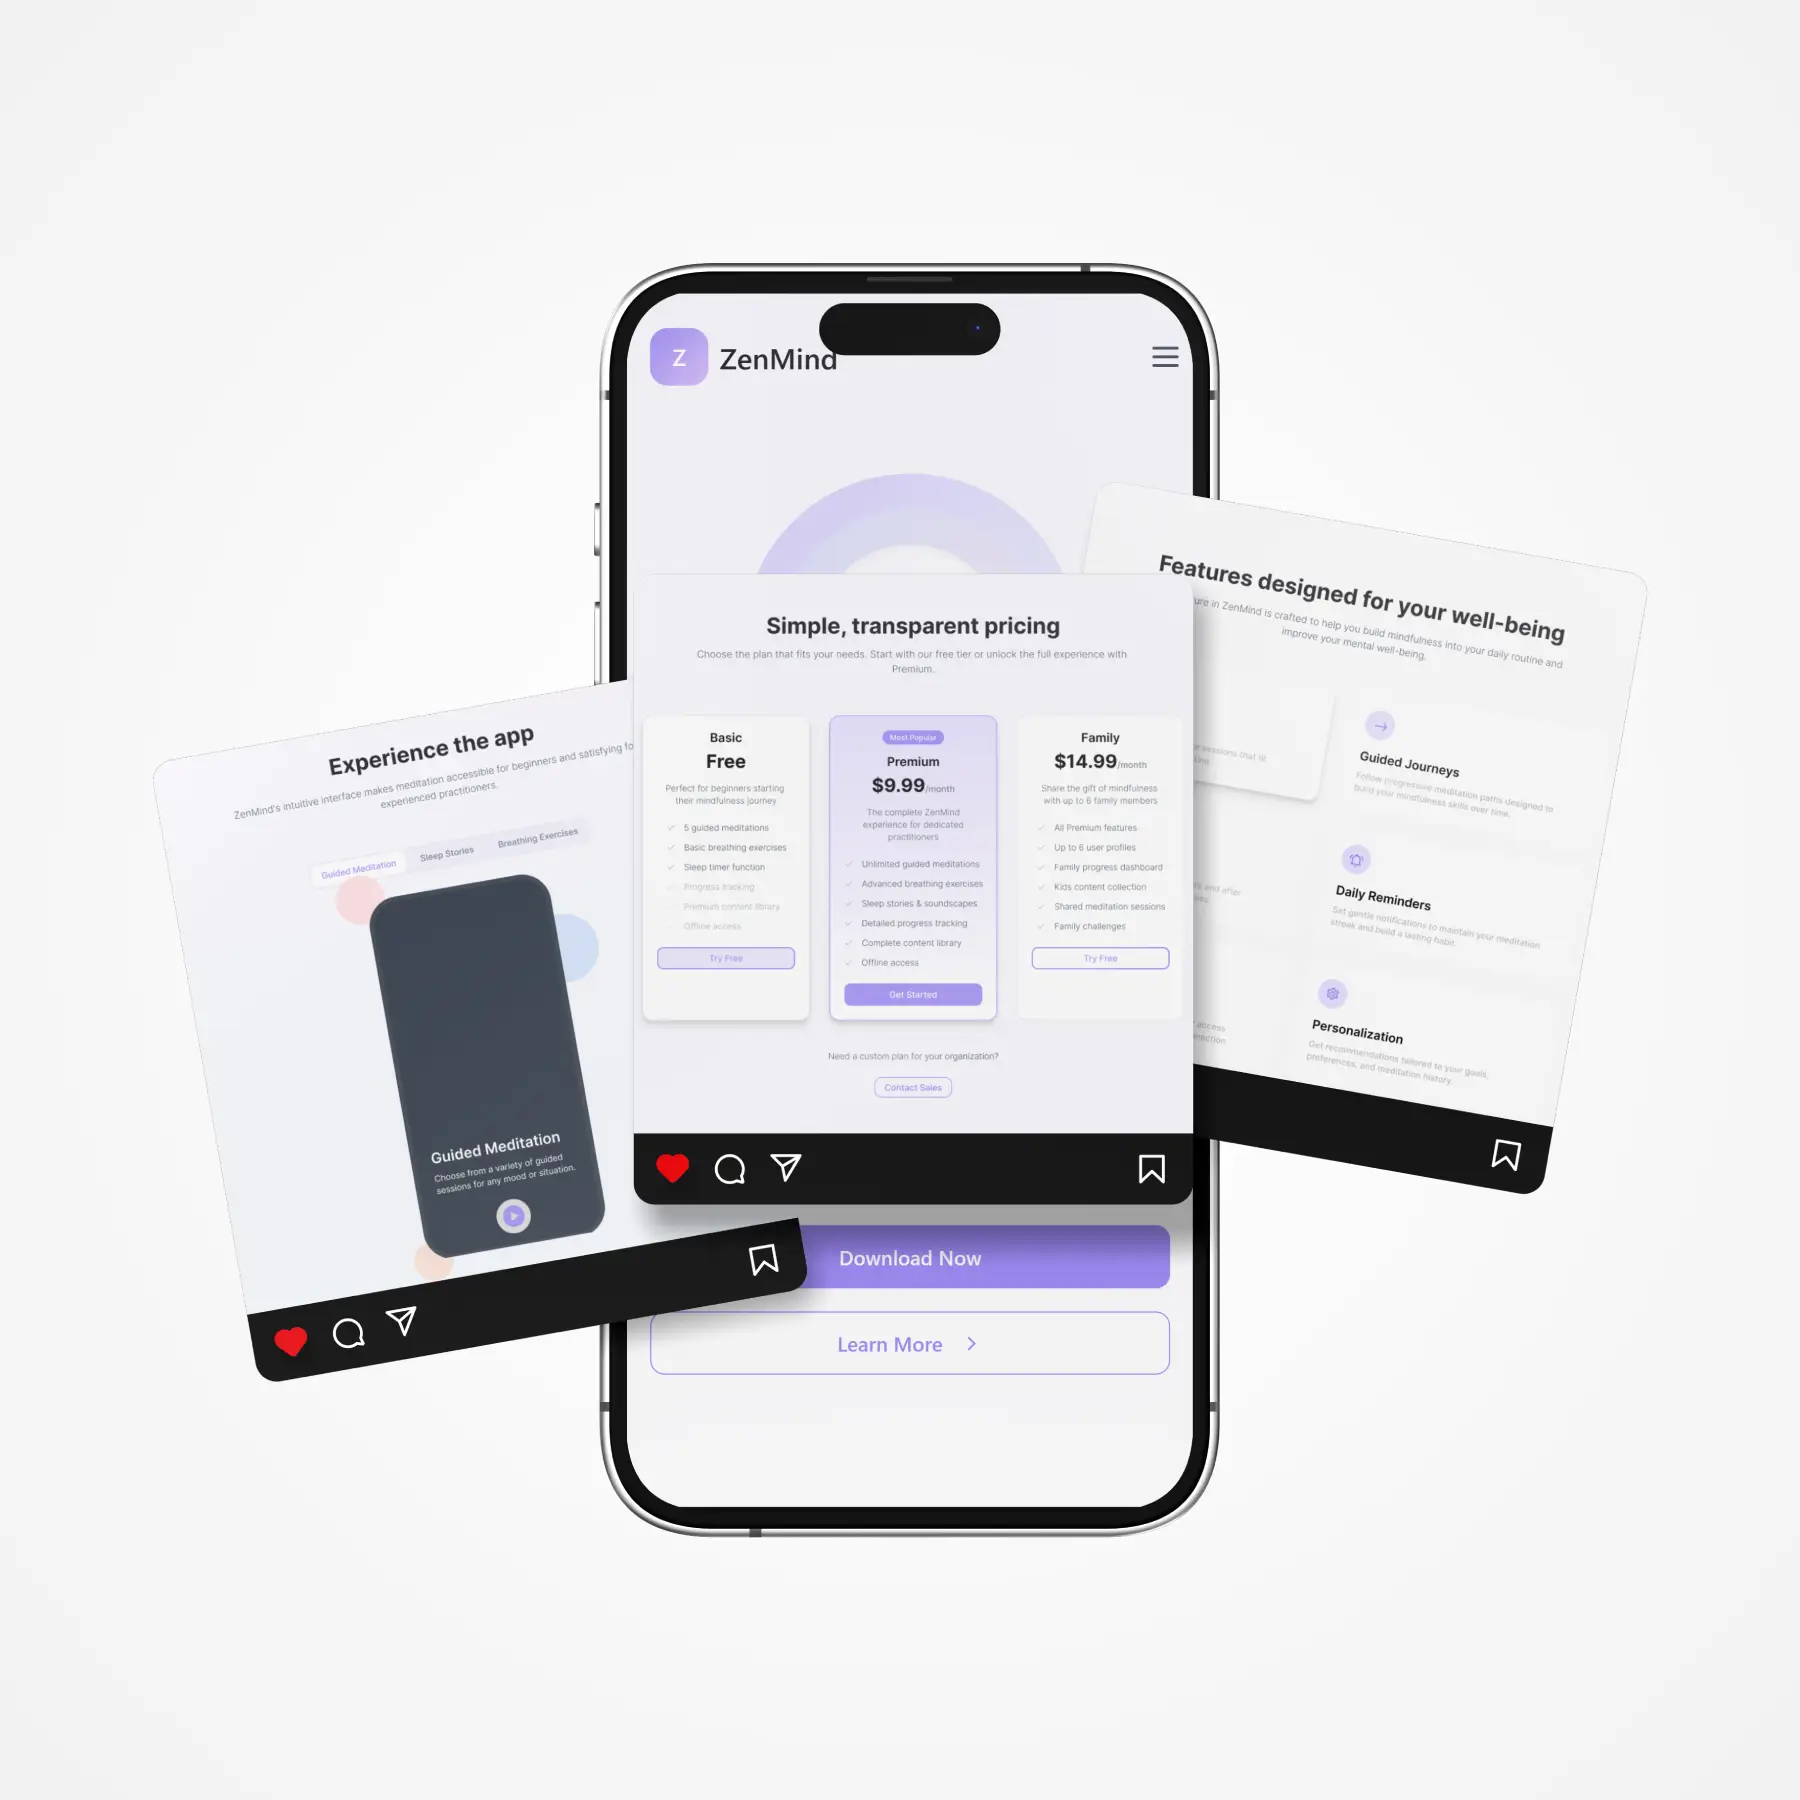 Z
ZenMind
Features designed for your well-being
in ZenMind is crafted to help you build mindfulness into your daily routine and
improve your mental well-being.
sessions that fit
Guided Journeys
Follow progressive meditation paths designed to
build your mindfulness skills over time.
and after
Daily Reminders
Set gentle notifications to maintain your meditation
streak and build a lasting habit.
access
Personalization
Get recommendations tailored to your goals,
preferences, and meditation history.
Simple, transparent pricing
Choose the plan that fits your needs. Start with our free tier or unlock the full experience with
Premium.
Basic
Free
Perfect for beginners starting
their mindfulness journey
5 guided meditations
Basic breathing exercises
Sleep timer function
Progress tracking
Premium content library
Offline access
Try Free
Most Popular
Premium
$9.99/month
The complete ZenMind
experience for dedicated
practitioners
Unlimited guided meditations
Advanced breathing exercises
Sleep stories & soundscapes
Detailed progress tracking
Complete content library
Offline access
Get Started
Family
$14.99/month
Share the gift of mindfulness
with up to 6 family members
All Premium features
Up to 6 user profiles
Family progress dashboard
Kids content collection
Shared meditation sessions
Family challenges
Try Free
Need a custom plan for your organization?
Contact Sales
Experience the app
ZenMind's intuitive interface makes meditation accessible for beginners and satisfying fo
experienced practitioners.
Guided Meditation
Sleep Stories
Breathing Exercises
Guided Meditation
Choose from a variety of guided
sessions for any mood or situation.
Download Now
Learn More